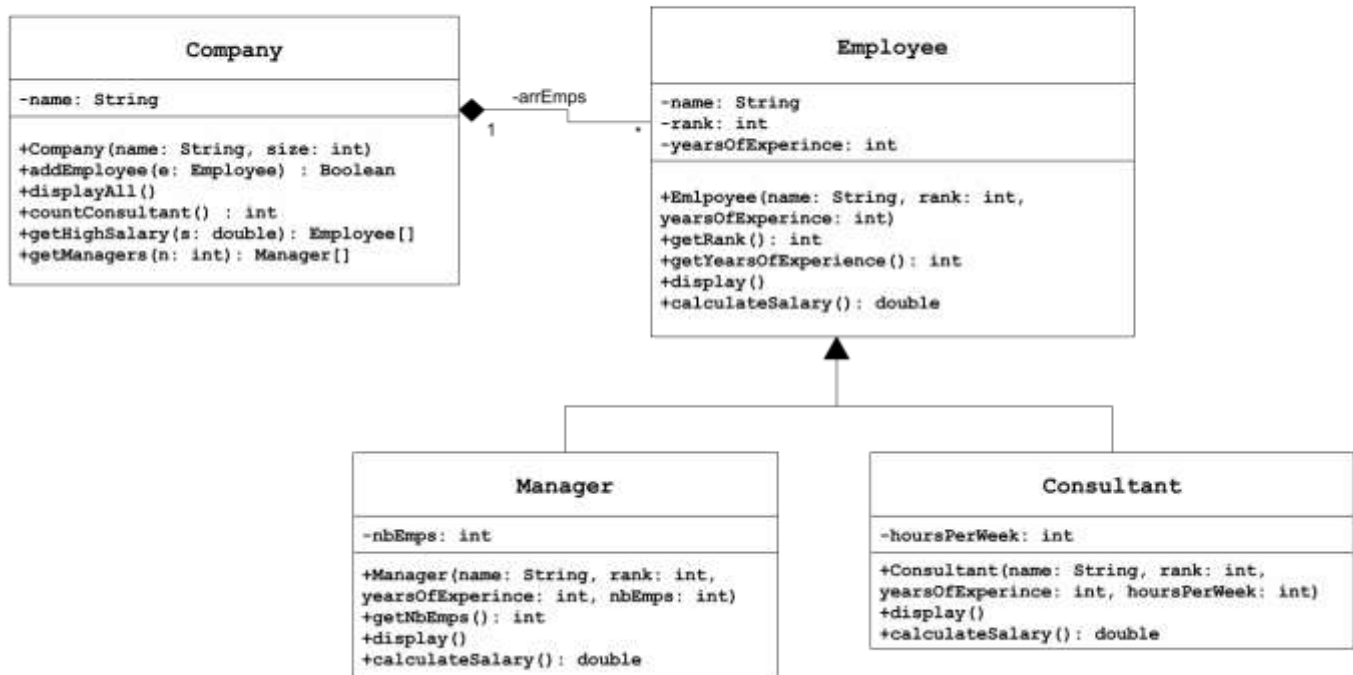 Company
-name: String
+Company(name: String, size: int)
+addEmployee(e: Employee) : Boolean
+displayAll()
+countConsultant() : int
+getHighSalary(s: double): Employee[]
+getManagers(n: int): Manager[]
-arrEmps
1
*
Employee
-name: String
-rank: int
-yearsOfExperince: int
+Emlpoyee(name: String, rank: int,
yearsOfExperince: int)
+getRank(): int
+getYearsOfExperience(): int
+display()
+calculateSalary(): double
Manager
-nbEmps: int
+Manager(name: String, rank: int,
yearsOfExperince: int, nbEmps: int)
+getNbEmps(): int
+display()
+calculateSalary(): double
Consultant
-hoursPerWeek: int
+Consultant(name: String, rank: int,
yearsOfExperince: int, hoursPerWeek: int)
+display()
+calculateSalary(): double